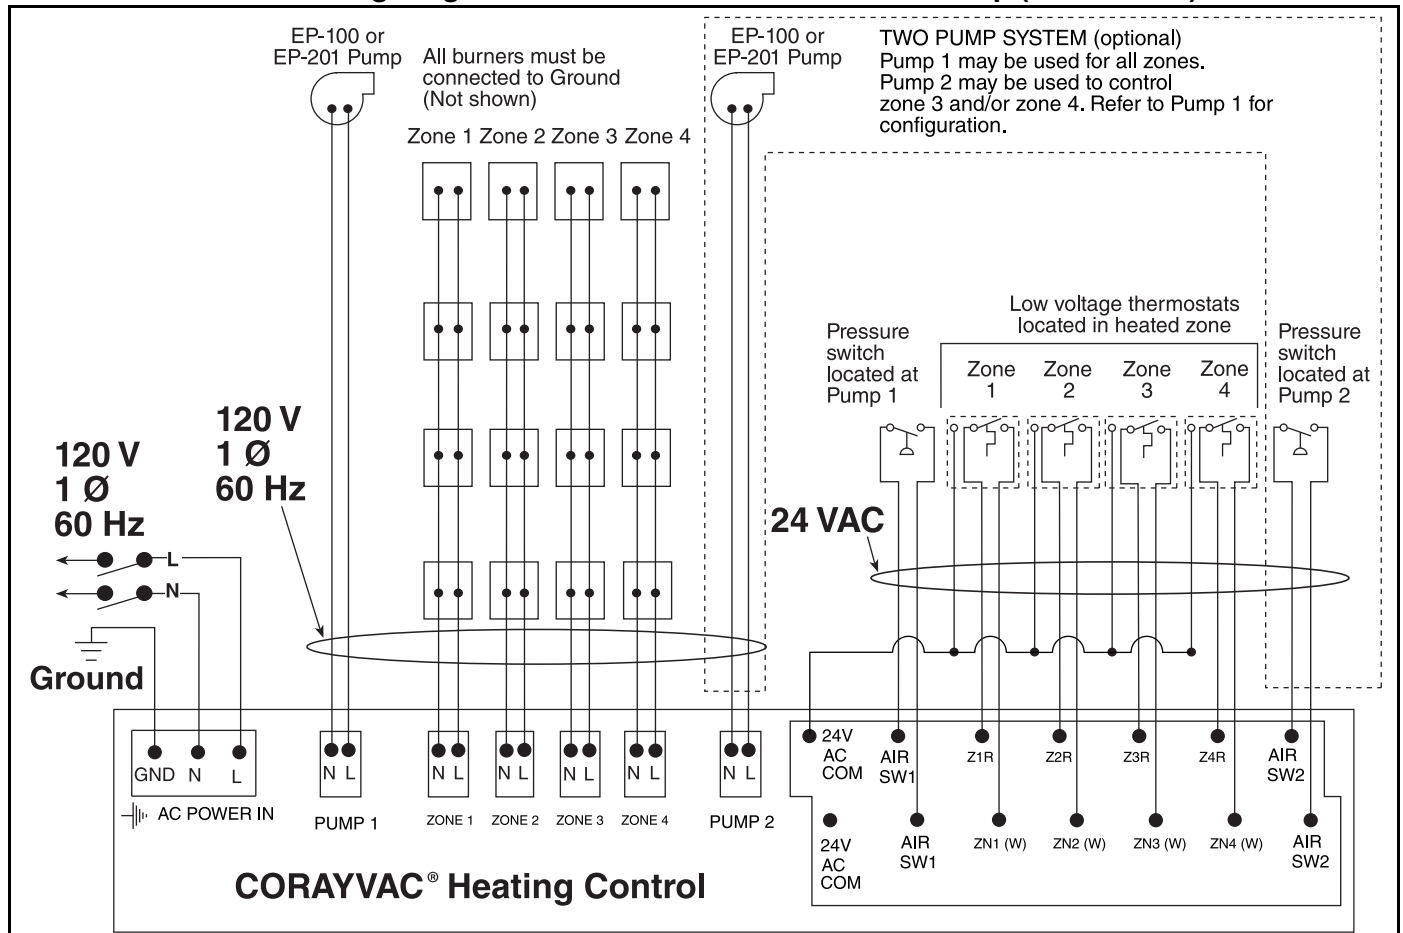 EP-100 or
EP-201 Pump
All burners must be
connected to Ground
(Not shown)
Zone 1 Zone 2 Zone 3 Zone 4
EP-100 or
EP-201 Pump
TWO PUMP SYSTEM (optional)
Pump 1 may be used for all zones.
Pump 2 may be used to control
zone 3 and/or zone 4. Refer to Pump 1 for
configuration.
Low voltage thermostats
located in heated zone
Pressure
switch
located at
Pump 1
Zone
1
Zone
2
Zone
3
Zone
4
Pressure
switch
located at
Pump 2
120 V
1 Ø
60 Hz
120 V
1 Ø
60 Hz
24 VAC
L
N
Ground
GND N L
AC POWER IN
N L
PUMP 1
N L
ZONE 1
N L
ZONE 2
N L
ZONE 3
N L
ZONE 4
N L
PUMP 2
24V
AC
COM
AIR
SW1
Z1R
Z2R
Z3R
Z4R
AIR
SW2
24V
AC
COM
AIR
SW1
ZN1 (W)
ZN2 (W)
ZN3 (W)
ZN4 (W)
AIR
SW2
CORAYVAC® Heating Control